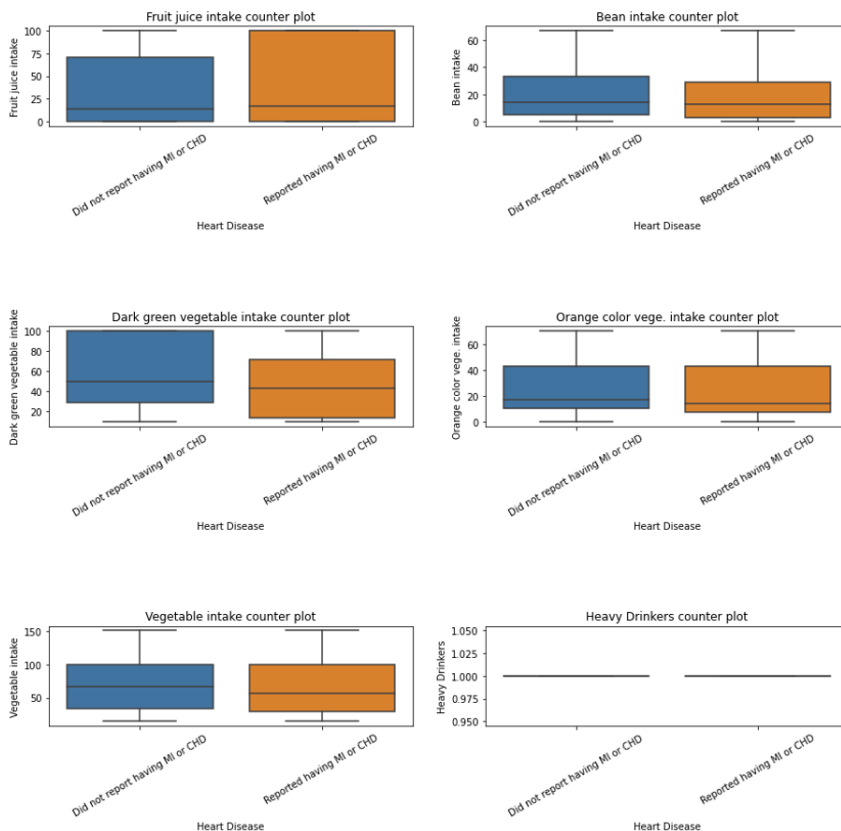 Fruit juice intake counter plot
Fruit juice intake
100
75
50
25
0
Did not report having MI or CHD
Reported having MI or CHD
Heart Disease
Bean intake counter plot
Bean intake
60
40
20
0
Did not report having MI or CHD
Reported having MI or CHD
Heart Disease
Dark green vegetable intake counter plot
Dark green vegetable intake
100
80
60
40
20
Did not report having MI or CHD
Reported having MI or CHD
Heart Disease
Orange color vege. intake counter plot
Orange color vege. intake
60
40
20
0
Did not report having MI or CHD
Reported having MI or CHD
Heart Disease
Vegetable intake counter plot
Vegetable intake
150
100
50
Did not report having MI or CHD
Reported having MI or CHD
Heart Disease
Heavy Drinkers counter plot
Heavy Drinkers
1.050
1.025
1.000
0.975
0.950
Did not report having MI or CHD
Reported having MI or CHD
Heart Disease